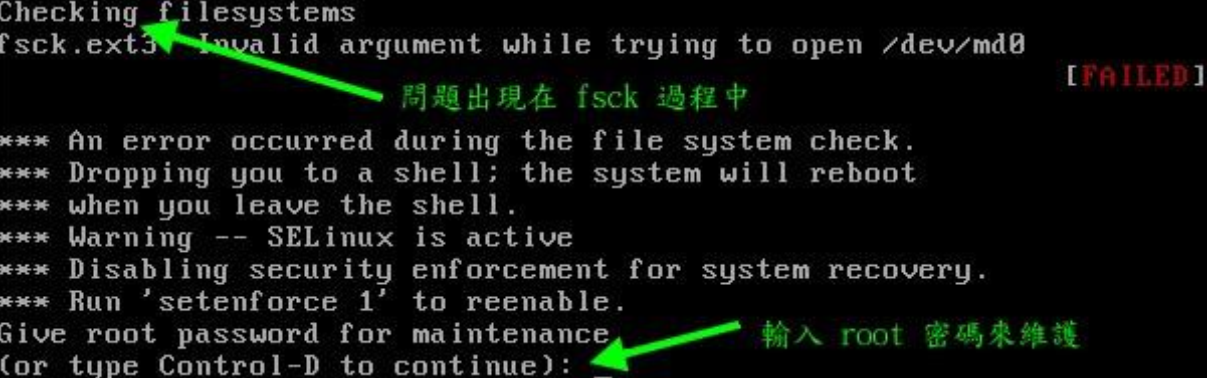 Checking filesystems
fsck.ext3: Invalid argument while trying to open /dev/md0
[FAILED]
問題出現在 fsck 過程中
*** An error occurred during the file system check.
*** Dropping you to a shell; the system will reboot
*** when you leave the shell.
*** Warning -- SELinux is active
*** Disabling security enforcement for system recovery.
*** Run 'setenforce 1' to reenable.
Give root password for maintenance
輸入 root 密碼來維護
(or type Control-D to continue): _